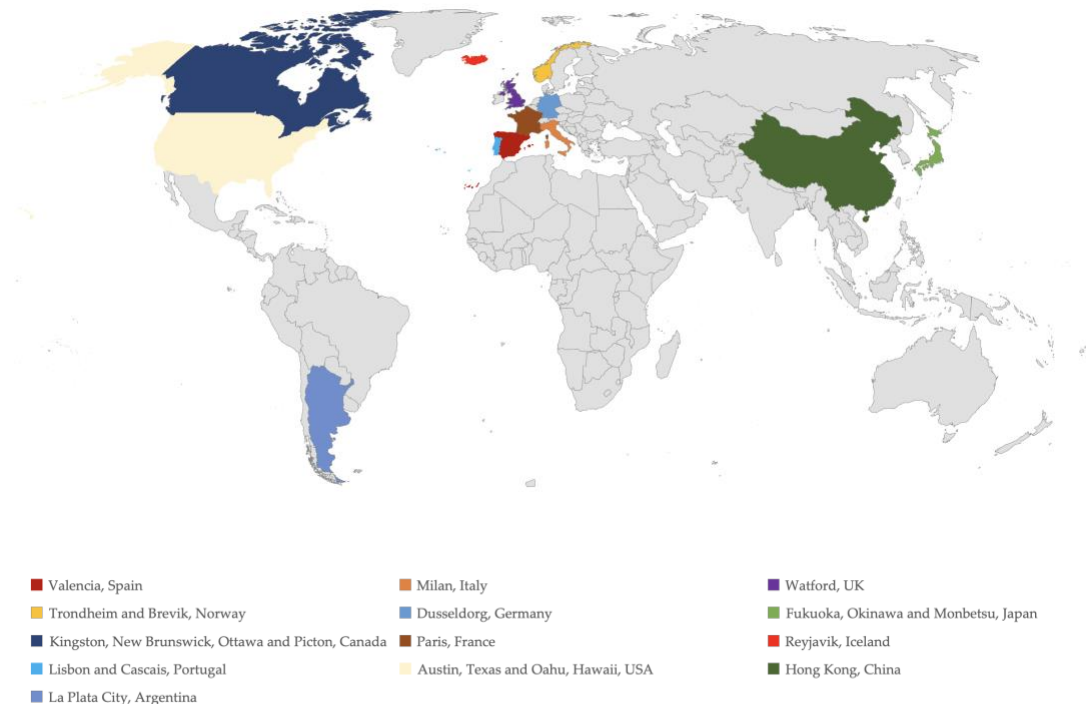 Valencia, Spain
Trondheim and Brevik, Norway
Kingston, New Brunswick, Ottawa and Picton, Canada
Lisbon and Cascais, Portugal
La Plata City, Argentina
Milan, Italy
Dusseldorg, Germany
Paris, France
Austin, Texas and Oahu, Hawaii, USA
Watford, UK
Fukuoka, Okinawa and Monbetsu, Japan
Reyjavik, Iceland
Hong Kong, China